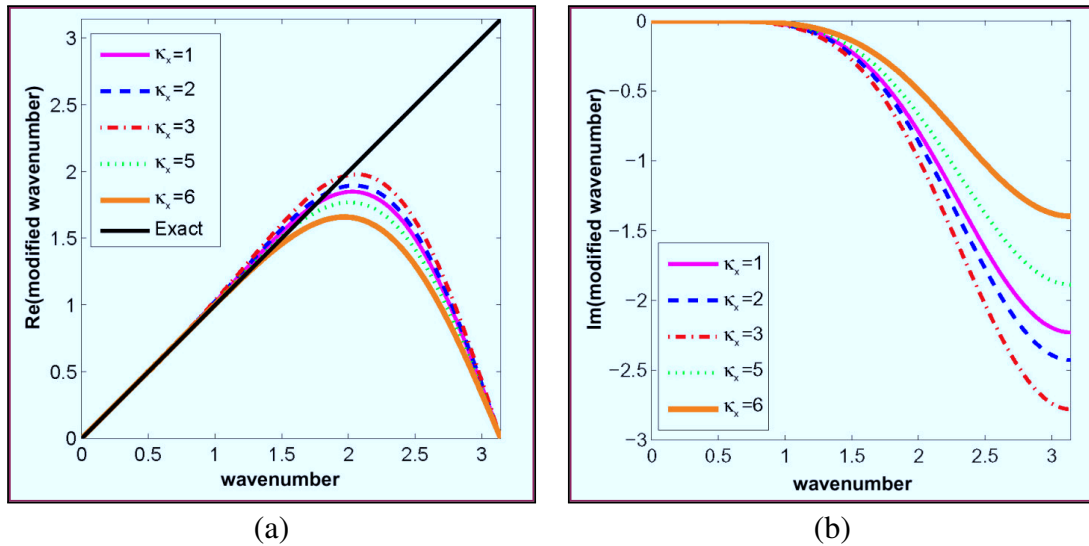 3
2.5
2
1.5
1
0.5
0
0 0.5 1 1.5 2 2.5 3
Re(modified wavenumber)
wavenumber
κx=1
κx=2
κx=3
κx=5
κx=6
Exact
(a)
0
−0.5
−1
−1.5
−2
−2.5
−3
0 0.5 1 1.5 2 2.5 3
Im(modified wavenumber)
wavenumber
κx=1
κx=2
κx=3
κx=5
κx=6
(b)